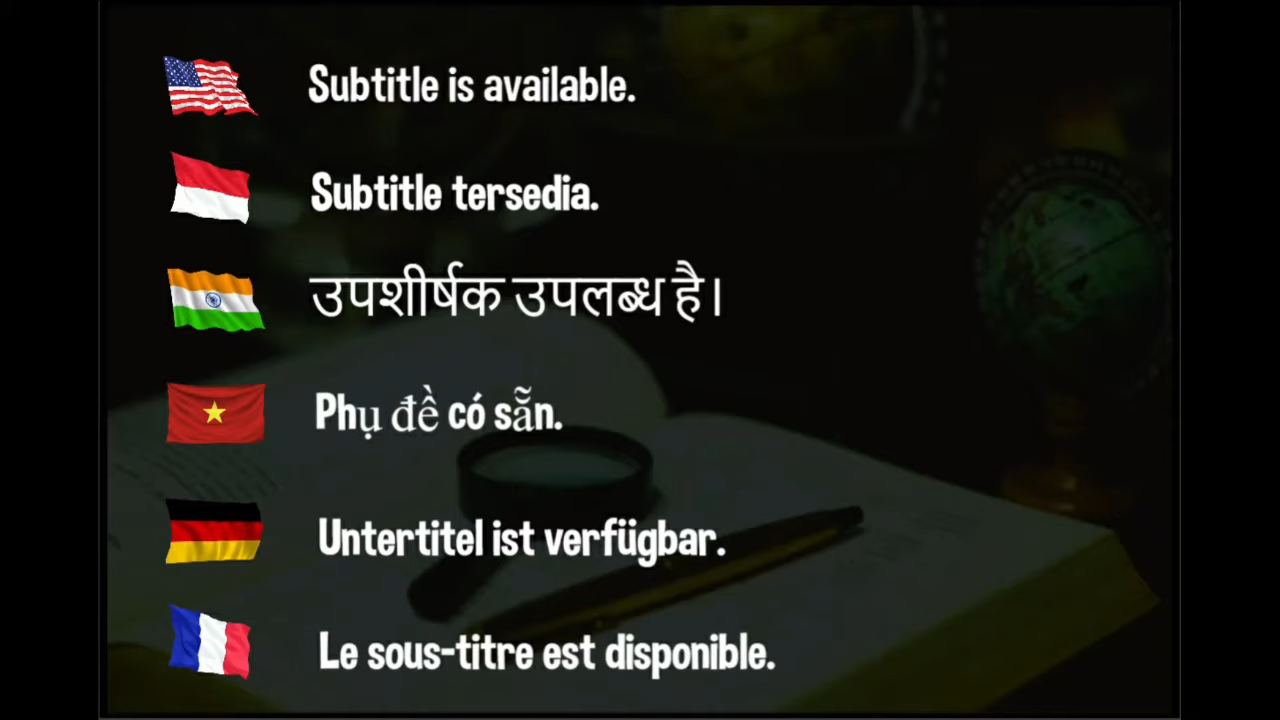 Subtitle is available.
Subtitle tersedia.
उपशीर्षक उपलब्ध है।
Phụ đề có sẵn.
Untertitel ist verfügbar.
Le sous-titre est disponible.